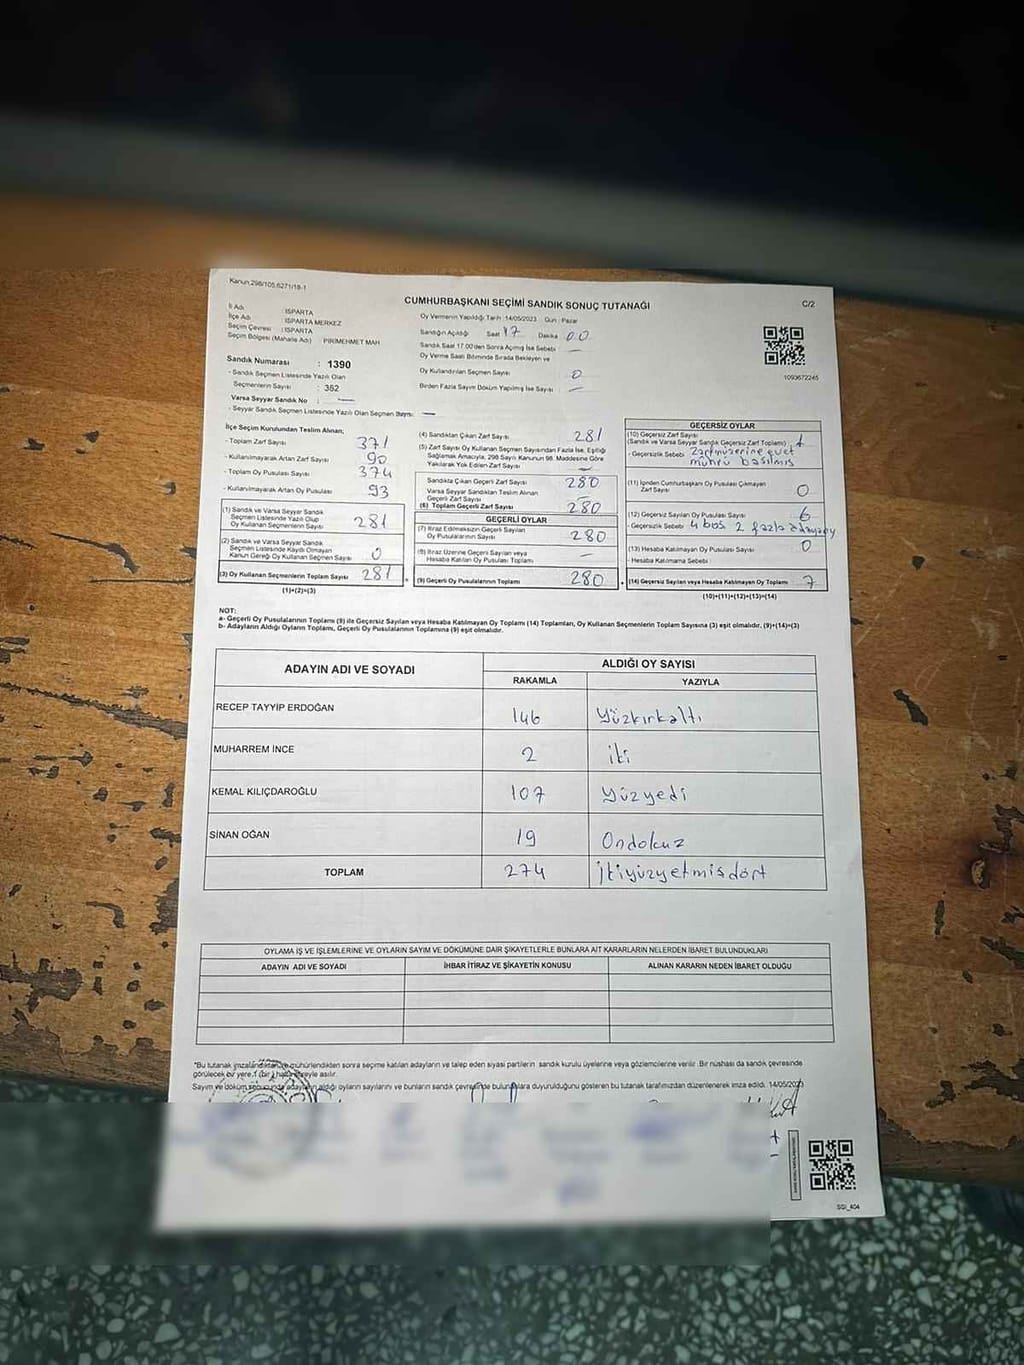 Kanun.298/105,6271/18-1
CUMHURBAŞKANI SEÇİMİ SANDIK SONUÇ TUTANAĞI
C/2
İl Adı : ISPARTA
İlçe Adı : ISPARTA MERKEZ
Seçim Çevresi : ISPARTA
Seçim Bölgesi (Mahalle Adı) PİRİMEHMET MAH
Sandık Numarası : 1390
- Sandık Seçmen Listesinde Yazılı Olan
Seçmenlerin Sayısı : 352
Varsa Seyyar Sandık No : —
- Seyyar Sandık Seçmen Listesinde Yazılı Olan Seçmen Sayısı: —
Oy Vermenin Yapıldığı Tarih :14/05/2023 Gün : Pazar
Sandığın Açıldığı Saat 17 Dakika 00
Sandık Saat 17.00'den Sonra Açılmış İse Sebebi —
Oy Verme Saati Bitiminde Sırada Bekleyen ve
Oy Kullandırılan Seçmen Sayısı 0
Birden Fazla Sayım Döküm Yapılmış İse Sayısı —
1093672245
İlçe Seçim Kurulundan Teslim Alınan;
- Toplam Zarf Sayısı 371
- Kullanılmayarak Artan Zarf Sayısı 90
- Toplam Oy Pusulası Sayısı 374
- Kullanılmayarak Artan Oy Pusulası 93
(1) Sandık ve Varsa Seyyar Sandık
Seçmen Listesinde Yazılı Olup
Oy Kullanan Seçmenlerin Sayısı 281
(2) Sandık ve Varsa Seyyar Sandık
Seçmen Listesinde Kaydı Olmayan
Kanun Gereği Oy Kullanan Seçmen Sayısı 0
(3) Oy Kullanan Seçmenlerin Toplam Sayısı 281
(1)+(2)=(3)
(4) Sandıktan Çıkan Zarf Sayısı 281
(5) Zarf Sayısı Oy Kullanan Seçmen Sayısından Fazla İse, Eşitliği
Sağlamak Amacıyla, 298 Sayılı Kanunun 98. Maddesine Göre
Yakılarak Yok Edilen Zarf Sayısı —
Sandıkta Çıkan Geçerli Zarf Sayısı 280
Varsa Seyyar Sandıktan Teslim Alınan
Geçerli Zarf Sayısı —
(6) Toplam Geçerli Zarf Sayısı 280
GEÇERLİ OYLAR
(7) İtiraz Edilmeksizin Geçerli Sayılan
Oy Pusulalarının Sayısı 280
(8) İtiraz Üzerine Geçerli Sayılan veya
Hesaba Katılan Oy Pusulası Toplamı —
(9) Geçerli Oy Pusulalarının Toplamı 280
GEÇERSİZ OYLAR
(10) Geçersiz Zarf Sayısı
(Sandık ve Varsa Seyyar Sandık Geçersiz Zarf Toplamı) 1
- Geçersizlik Sebebi Zarf üzerine evet
mührü basılmış
(11) İçinden Cumhurbaşkanı Oy Pusulası Çıkmayan
Zarf Sayısı 0
(12) Geçersiz Sayılan Oy Pusulası Sayısı 6
- Geçersizlik Sebebi 4 boş 2 fazla adaya oy
(13) Hesaba Katılmayan Oy Pusulası Sayısı 0
- Hesaba Katılmama Sebebi
(14) Geçersiz Sayılan veya Hesaba Katılmayan Oy Toplamı 7
(10)+(11)+(12)+(13)=(14)
NOT:
a- Geçerli Oy Pusulalarının Toplamı (9) ile Geçersiz Sayılan veya Hesaba Katılmayan Oy Toplamı (14) Toplamları, Oy Kullanan Seçmenlerin Toplam Sayısına (3) eşit olmalıdır. (9)+(14)=(3)
b- Adayların Aldığı Oyların Toplamı, Geçerli Oy Pusulalarının Toplamına (9) eşit olmalıdır.
ADAYIN ADI VE SOYADI ALDIĞI OY SAYISI
RAKAMLA YAZIYLA
RECEP TAYYİP ERDOĞAN 146 Yüzkırkaltı
MUHARREM İNCE 2 iki
KEMAL KILIÇDAROĞLU 107 Yüzyedi
SİNAN OĞAN 19 Ondokuz
TOPLAM 274 ikiyüzyetmişdört
OYLAMA İŞ VE İŞLEMLERİNE VE OYLARIN SAYIM VE DÖKÜMÜNE DAİR ŞİKAYETLERLE BUNLARA AİT KARARLARIN NELERDEN İBARET BULUNDUKLARI
ADAYIN ADI VE SOYADI İHBAR İTİRAZ VE ŞİKAYETİN KONUSU ALINAN KARARIN NEDEN İBARET OLDUĞU
"Bu tutanak imzalandıktan ve mühürlendikten sonra seçime katılan adayların ve talep eden siyasi partilerin sandık kurulu üyelerine veya gözlemcilerine verilir. Bir nüshası da sandık çevresinde
görülecek bir yere 1 (bir) hafta süreyle asılır.
Sayım ve döküm sonucunda adayların aldığı oyların sayılarını ve bunların sandık çevresinde bulunanlara duyurulduğunu gösteren bu tutanak tarafımızdan düzenlenerek imza edildi. 14/05/2023
SGI_404